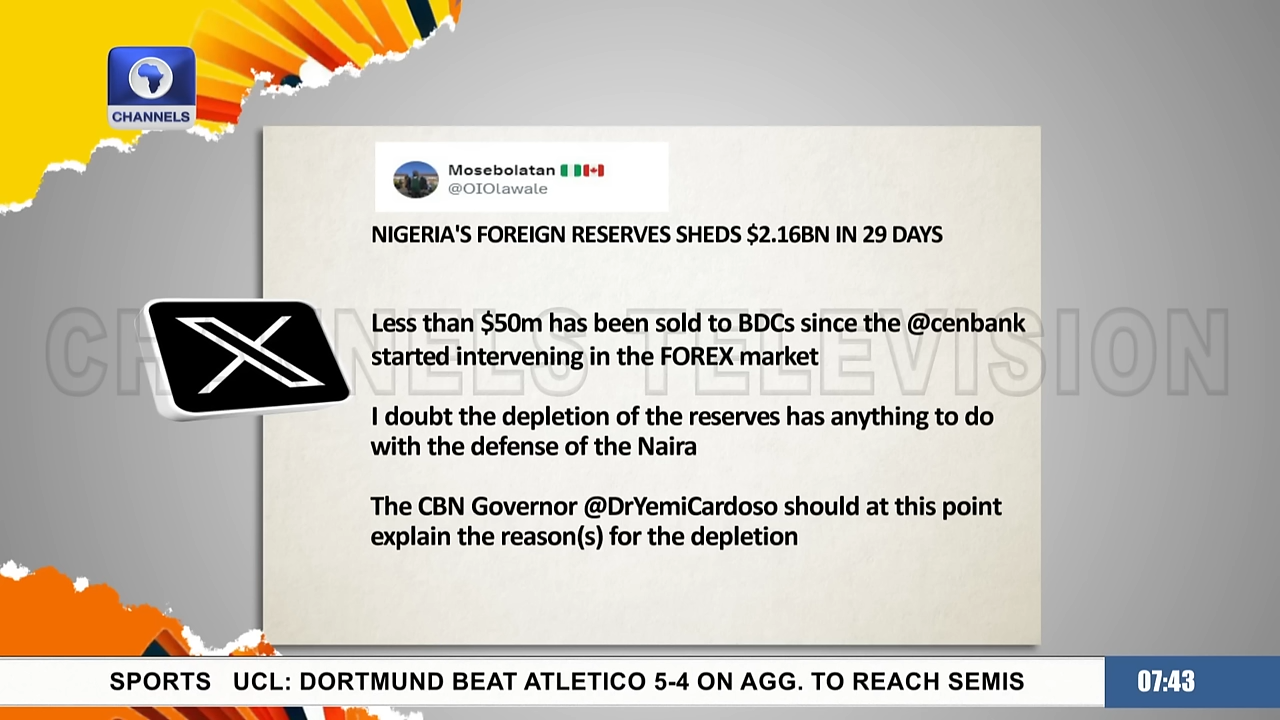 CHANNELS
Mosebolatan
@OIOlawale
NIGERIA'S FOREIGN RESERVES SHEDS $2.16BN IN 29 DAYS
CHANNELS TELEVISION
Less than $50m has been sold to BDCs since the @cenbank
started intervening in the FOREX market
I doubt the depletion of the reserves has anything to do
with the defense of the Naira
The CBN Governor @DrYemiCardoso should at this point
explain the reason(s) for the depletion
SPORTS UCL: DORTMUND BEAT ATLETICO 5-4 ON AGG. TO REACH SEMIS
07:43